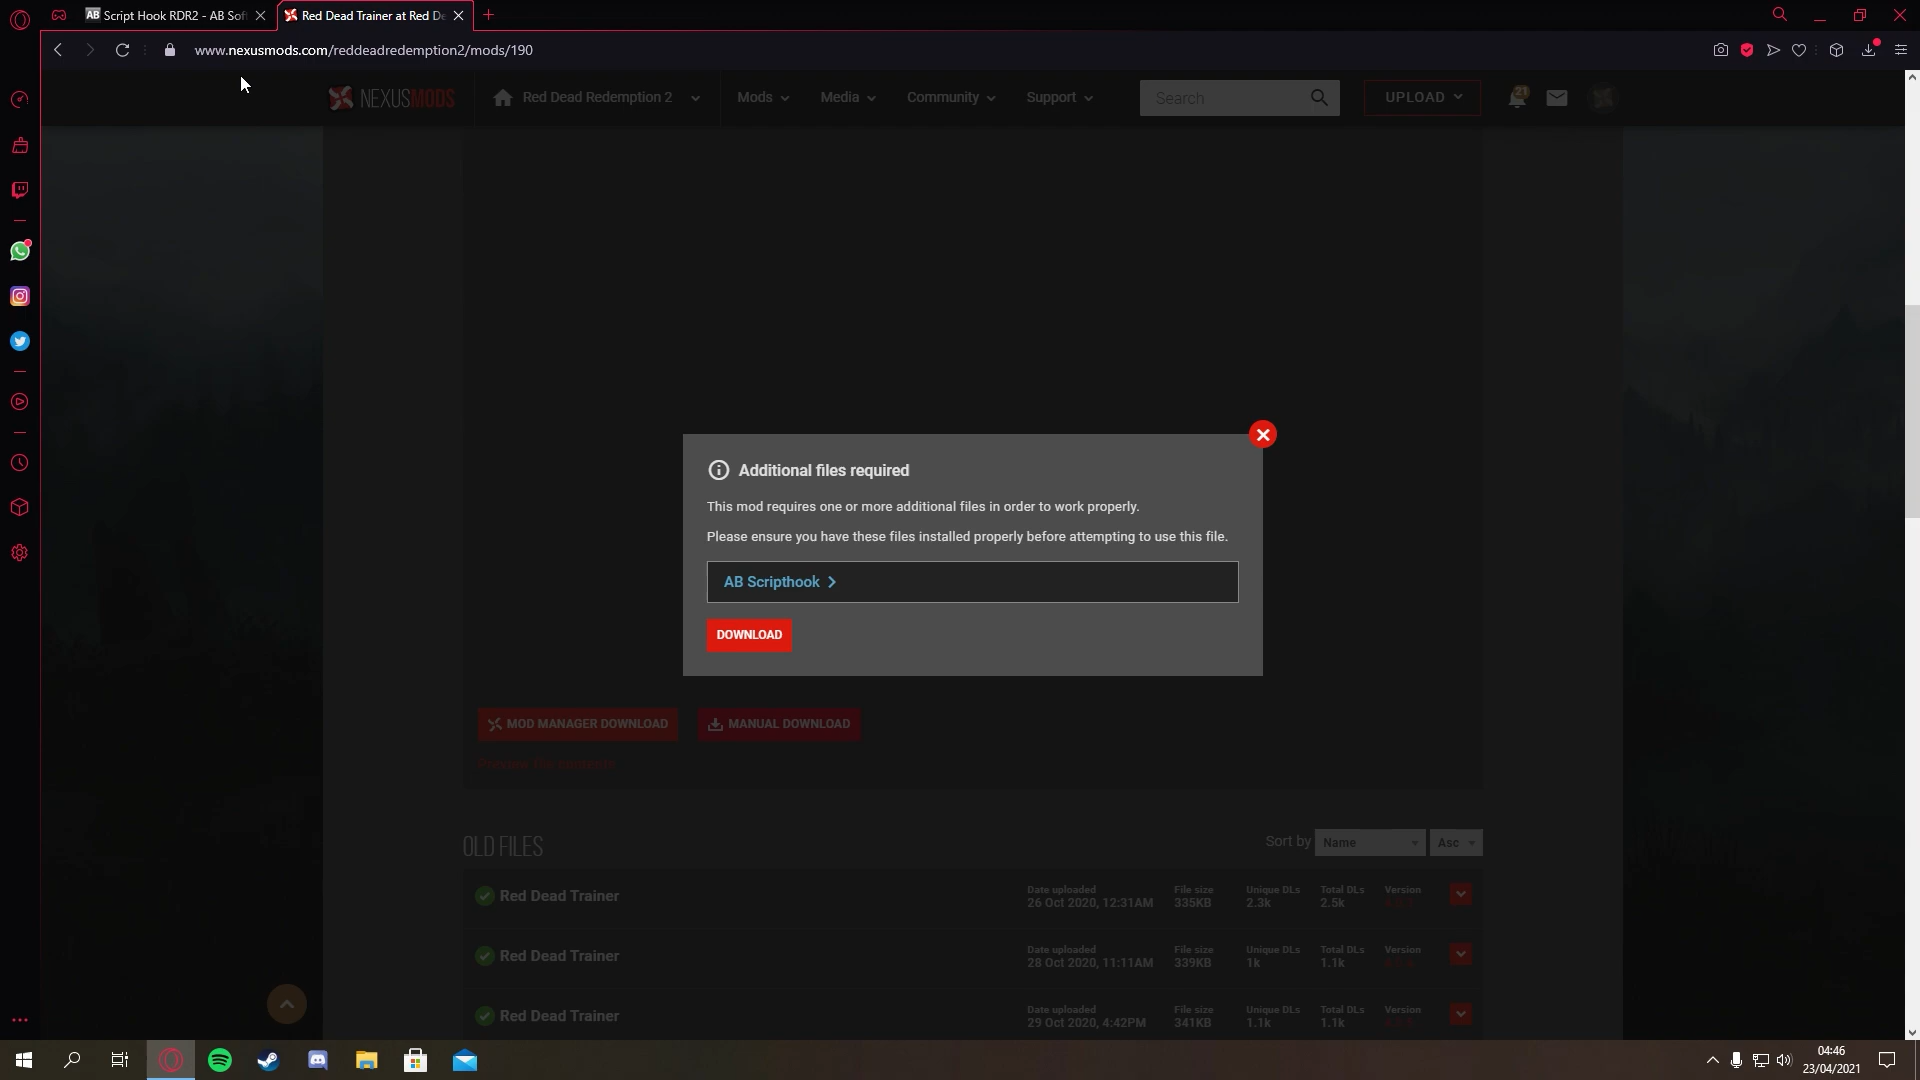 AB Script Hook RDR2 - AB Sof
Red Dead Trainer at Red De
www.nexusmods.com/reddeadredemption2/mods/190
NEXUSMODS
Red Dead Redemption 2
Mods
Media
Community
Support
Search
UPLOAD
21
Additional files required
This mod requires one or more additional files in order to work properly.
Please ensure you have these files installed properly before attempting to use this file.
AB Scripthook
DOWNLOAD
MOD MANAGER DOWNLOAD
MANUAL DOWNLOAD
Preview file contents
OLD FILES
Sort by Name Asc
Red Dead Trainer
Date uploaded File size Unique DLs Total DLs Version
26 Oct 2020, 12:31AM 335KB 2.3k 2.5k
Red Dead Trainer
Date uploaded File size Unique DLs Total DLs Version
28 Oct 2020, 11:11AM 339KB 1k 1.1k
Red Dead Trainer
Date uploaded File size Unique DLs Total DLs Version
29 Oct 2020, 4:42PM 341KB 1.1k 1.1k
04:46
23/04/2021